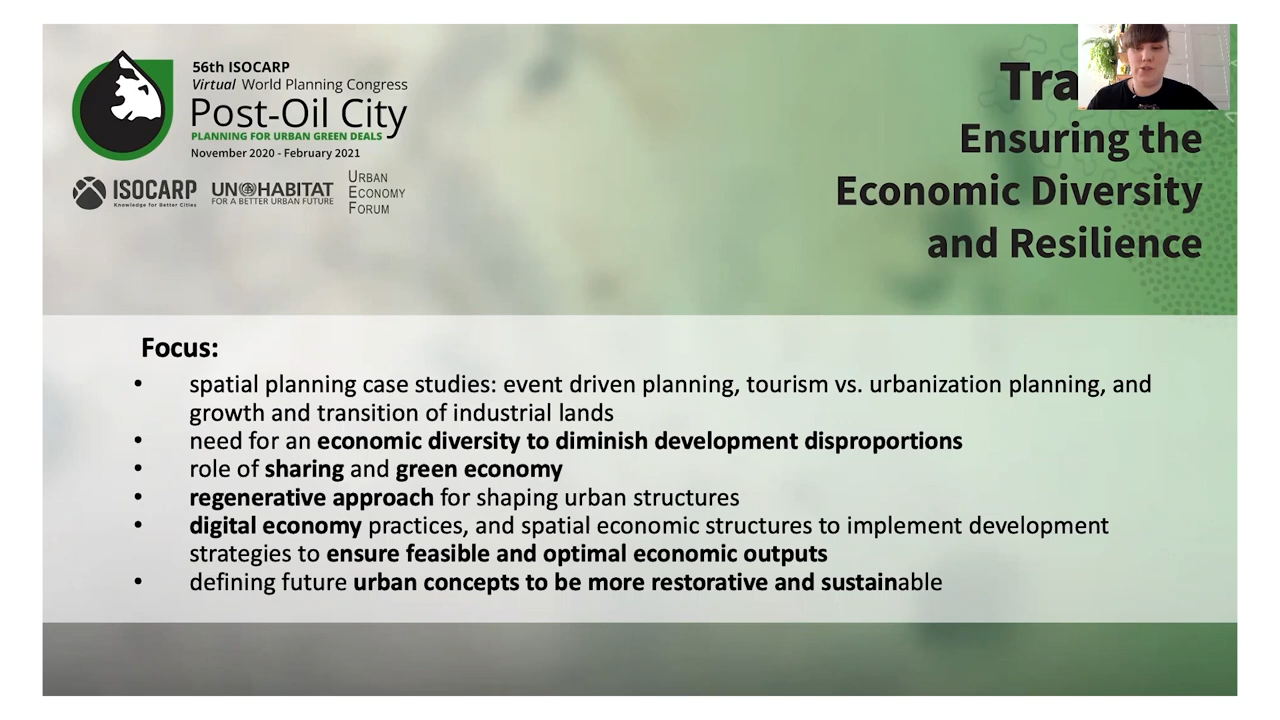 56th ISOCARP
Virtual World Planning Congress
Post-Oil City
PLANNING FOR URBAN GREEN DEALS
November 2020 - February 2021
ISOCARP
Knowledge for Better Cities
UN HABITAT
FOR A BETTER URBAN FUTURE
URBAN
ECONOMY
FORUM
Ensuring the
Economic Diversity
and Resilience
Focus:
• spatial planning case studies: event driven planning, tourism vs. urbanization planning, and
growth and transition of industrial lands
• need for an economic diversity to diminish development disproportions
• role of sharing and green economy
• regenerative approach for shaping urban structures
• digital economy practices, and spatial economic structures to implement development
strategies to ensure feasible and optimal economic outputs
• defining future urban concepts to be more restorative and sustainable